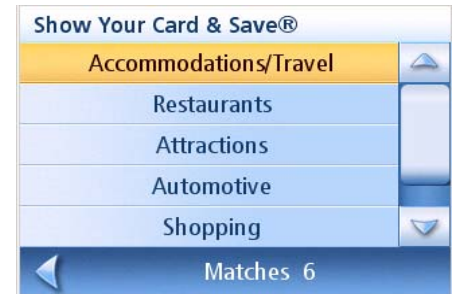 Show Your Card & Save®
Accommodations/Travel
Restaurants
Attractions
Automotive
Shopping
Matches 6